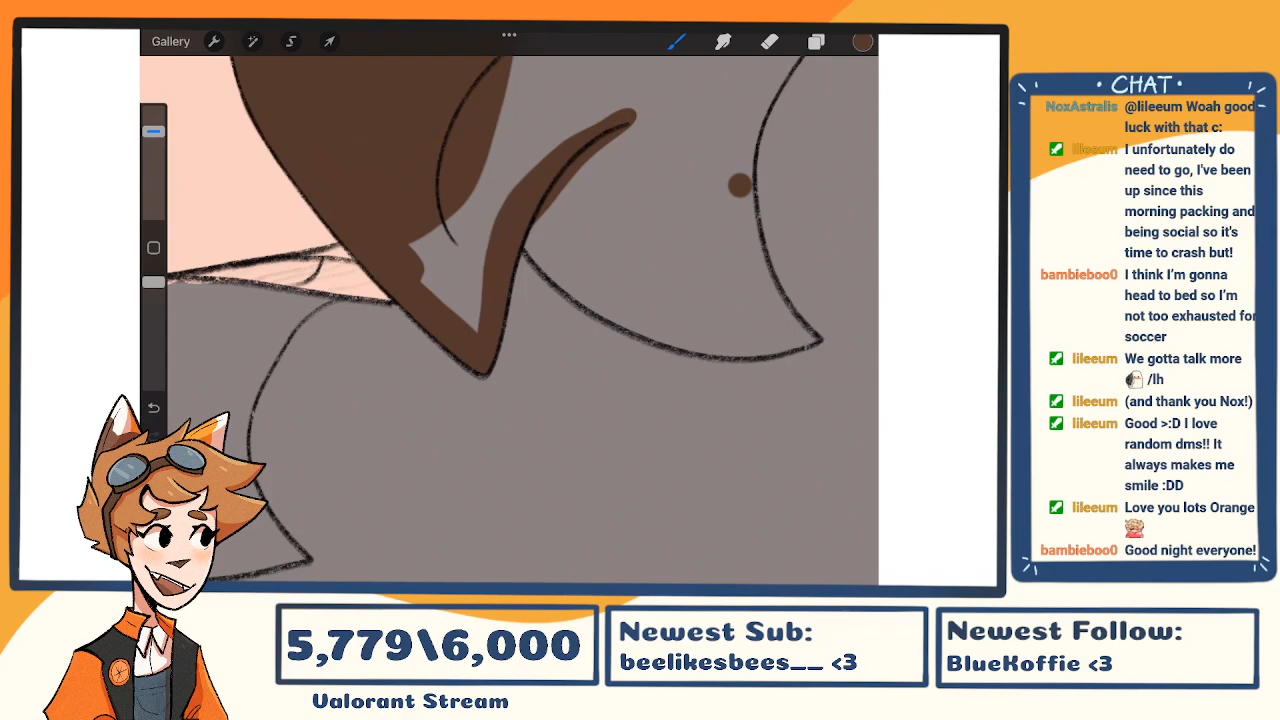 Gallery
• CHAT •
NoxAstralis @lileeum Woah good
luck with that c:
lileeum I unfortunately do
need to go, I've been
up since this
morning packing and
being social so it's
time to crash but!
bambieboo0 I think I'm gonna
head to bed so I'm
not too exhausted for
soccer
lileeum We gotta talk more
/lh
lileeum (and thank you Nox!)
lileeum Good >:D I love
random dms!! It
always makes me
smile :DD
lileeum Love you lots Orange
bambieboo0 Good night everyone!
5,779\6,000
Valorant Stream
Newest Sub:
beelikesbees__ <3
Newest Follow:
BlueKoffie <3